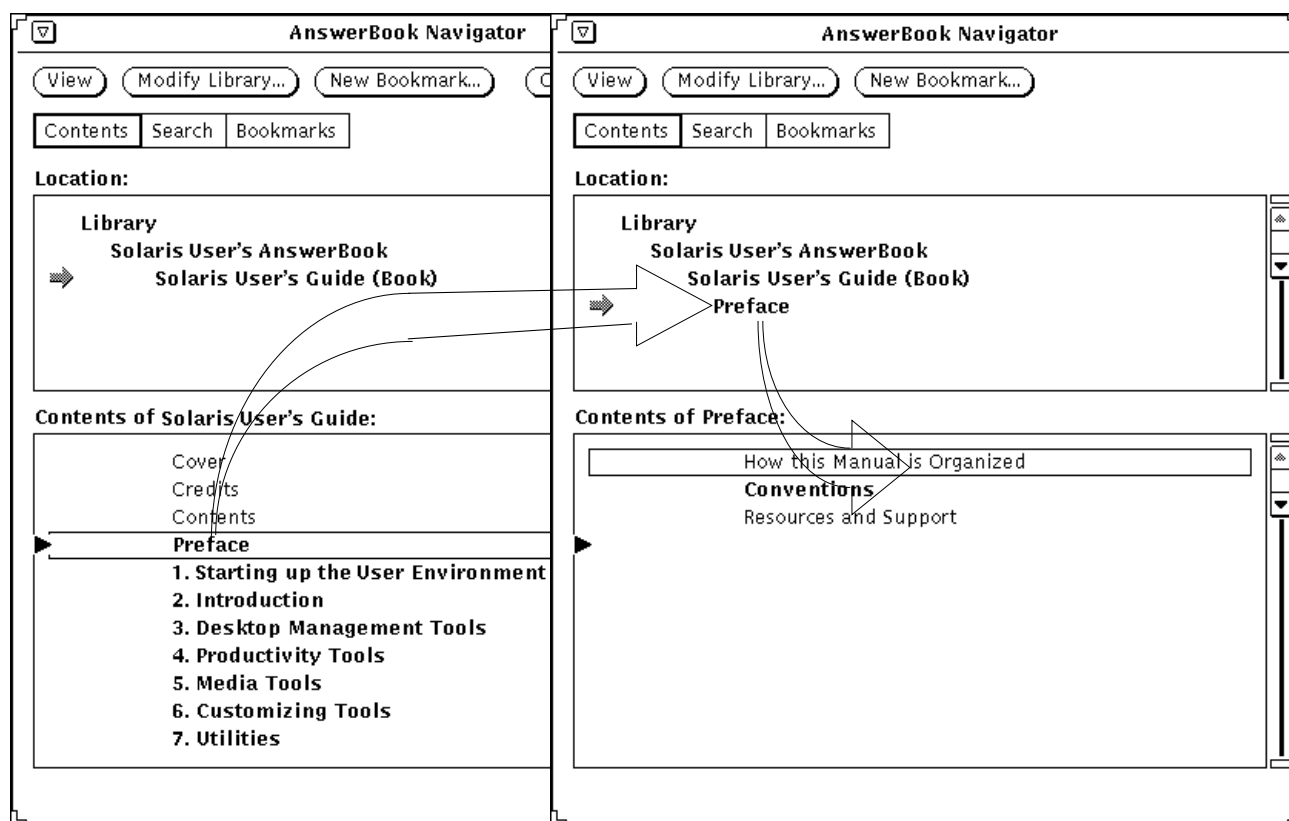 AnswerBook Navigator
View Modify Library... New Bookmark... C
Contents Search Bookmarks
Location:
Library
Solaris User's AnswerBook
Solaris User's Guide (Book)
Contents of Solaris User's Guide:
Cover
Credits
Contents
Preface
1. Starting up the User Environment
2. Introduction
3. Desktop Management Tools
4. Productivity Tools
5. Media Tools
6. Customizing Tools
7. Utilities
AnswerBook Navigator
View Modify Library... New Bookmark...
Contents Search Bookmarks
Location:
Library
Solaris User's AnswerBook
Solaris User's Guide (Book)
Preface
Contents of Preface:
How this Manual is Organized
Conventions
Resources and Support